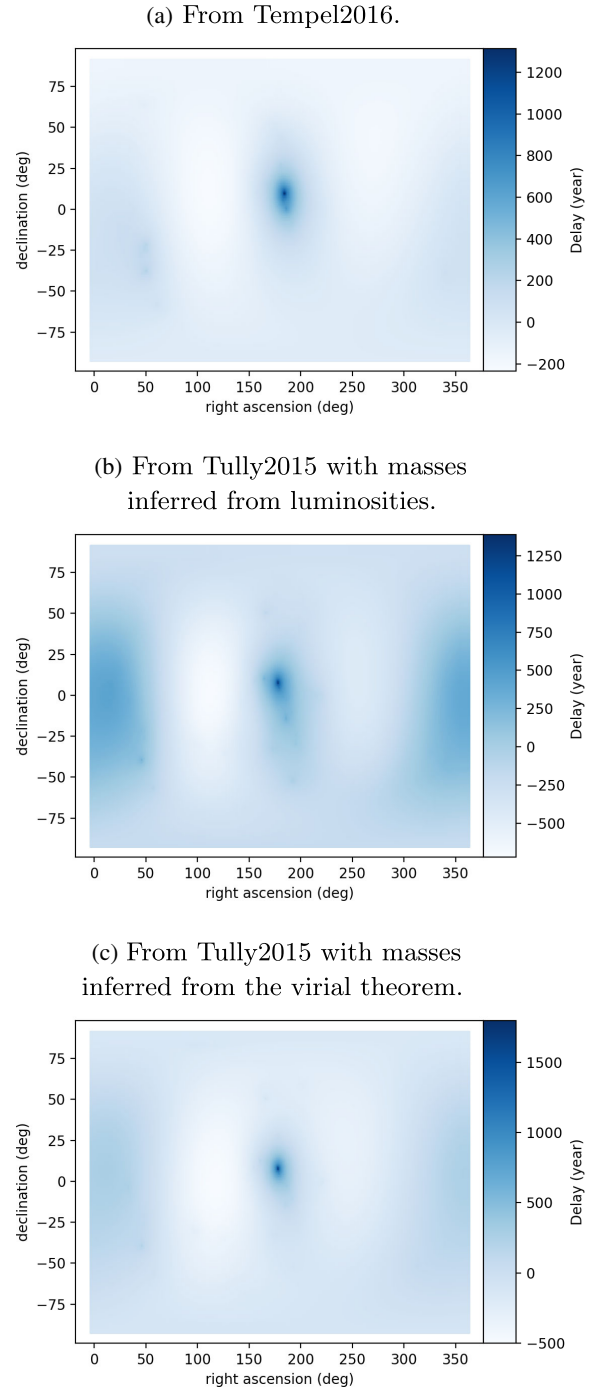 (a) From Tempel2016.
75
50
25
0
−25
−50
−75
declination (deg)
0 50 100 150 200 250 300 350
right ascension (deg)
1200
1000
800
600
400
200
0
−200
Delay (year)
(b) From Tully2015 with masses
inferred from luminosities.
75
50
25
0
−25
−50
−75
declination (deg)
0 50 100 150 200 250 300 350
right ascension (deg)
1250
1000
750
500
250
0
−250
−500
Delay (year)
(c) From Tully2015 with masses
inferred from the virial theorem.
75
50
25
0
−25
−50
−75
declination (deg)
0 50 100 150 200 250 300 350
right ascension (deg)
1500
1000
500
0
−500
Delay (year)